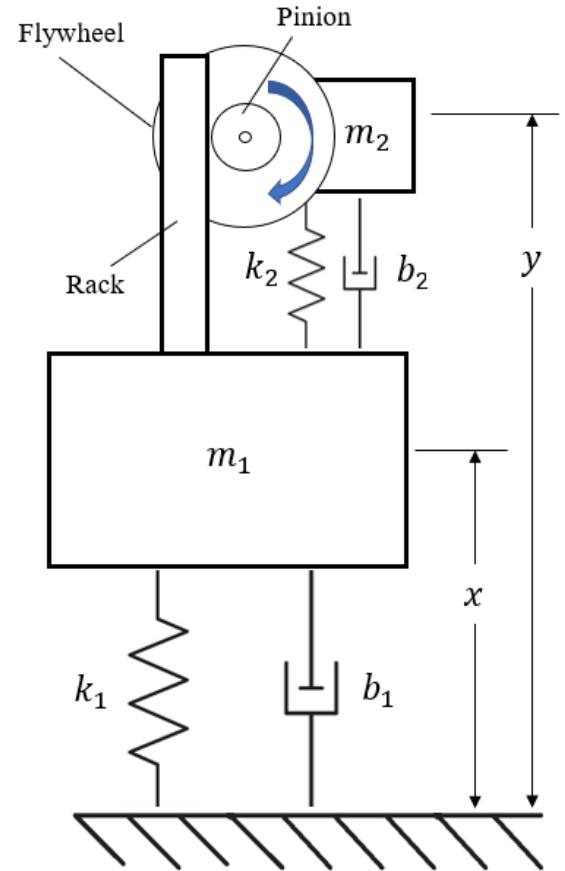 Pinion
Flywheel
m₂
y
k₂
b₂
Rack
m₁
x
k₁
b₁